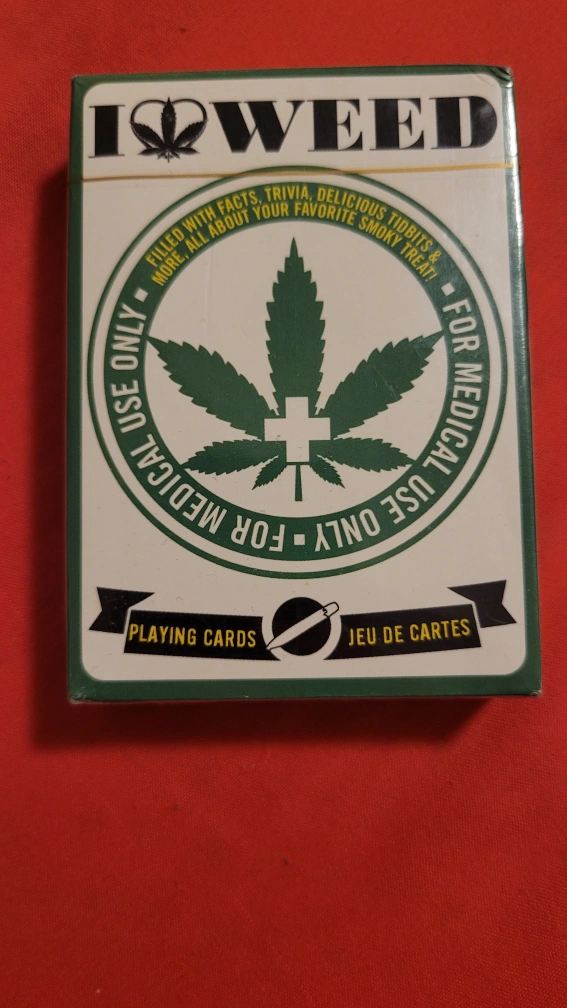 I WEED
FILLED WITH FACTS, TRIVIA, DELICIOUS TIDBITS &
MORE, ALL ABOUT YOUR FAVORITE SMOKY TREAT!
FOR MEDICAL USE ONLY
FOR MEDICAL USE ONLY
FOR MEDICAL USE ONLY
PLAYING CARDS
JEU DE CARTES